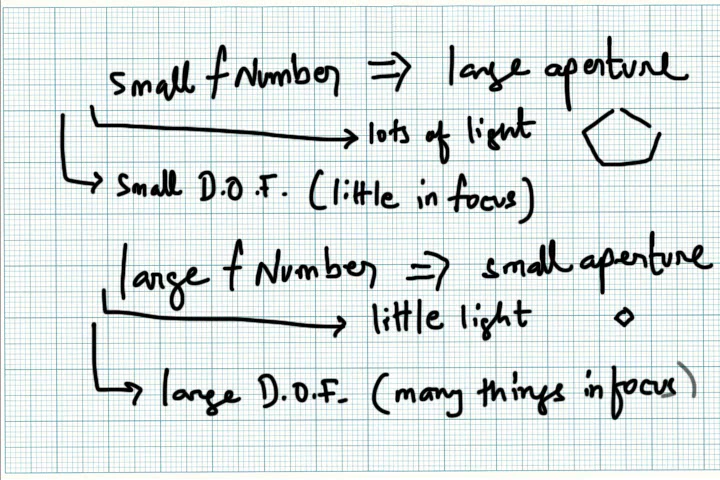 small f Number => large aperture
lots of light
small D.O.F. (little in focus)
large f Number => small aperture
little light
large D.O.F. (many things in focus)